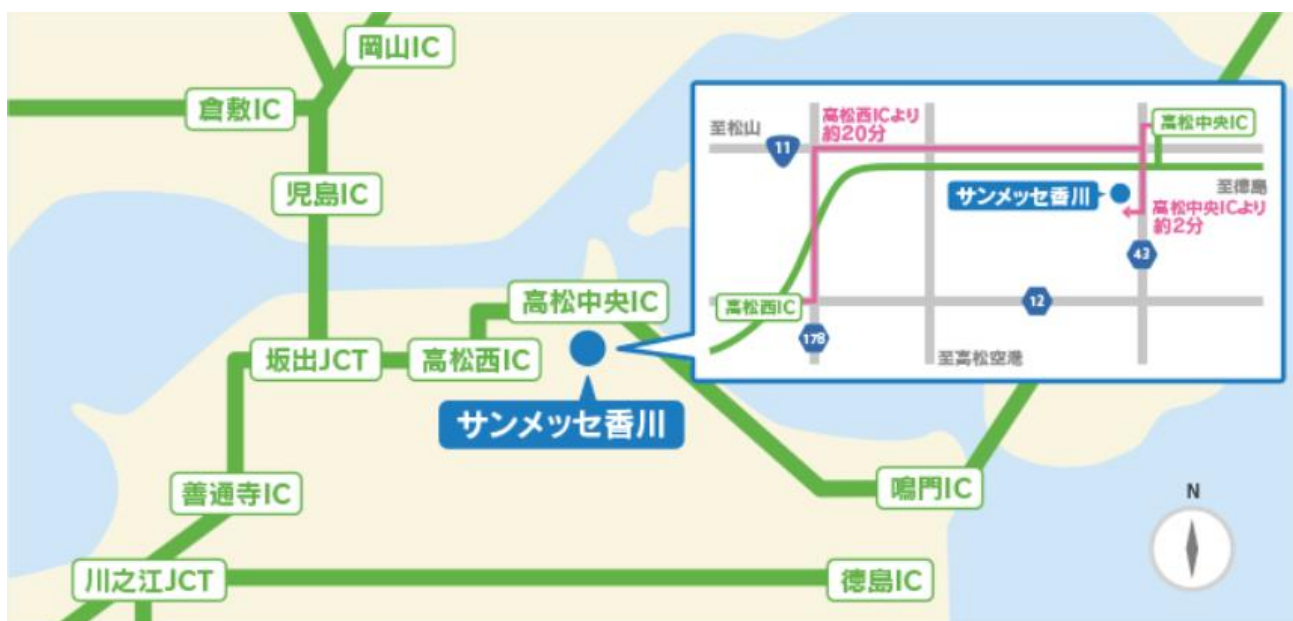 岡山IC
倉敷IC
児島IC
高松中央IC
坂出JCT
高松西IC
サンメッセ香川
善通寺IC
鳴門IC
川之江JCT
徳島IC
至松山
11
高松西ICより
約20分
高松中央IC
サンメッセ香川
至徳島
高松中央ICより
約2分
43
高松西IC
12
178
至高松空港
N